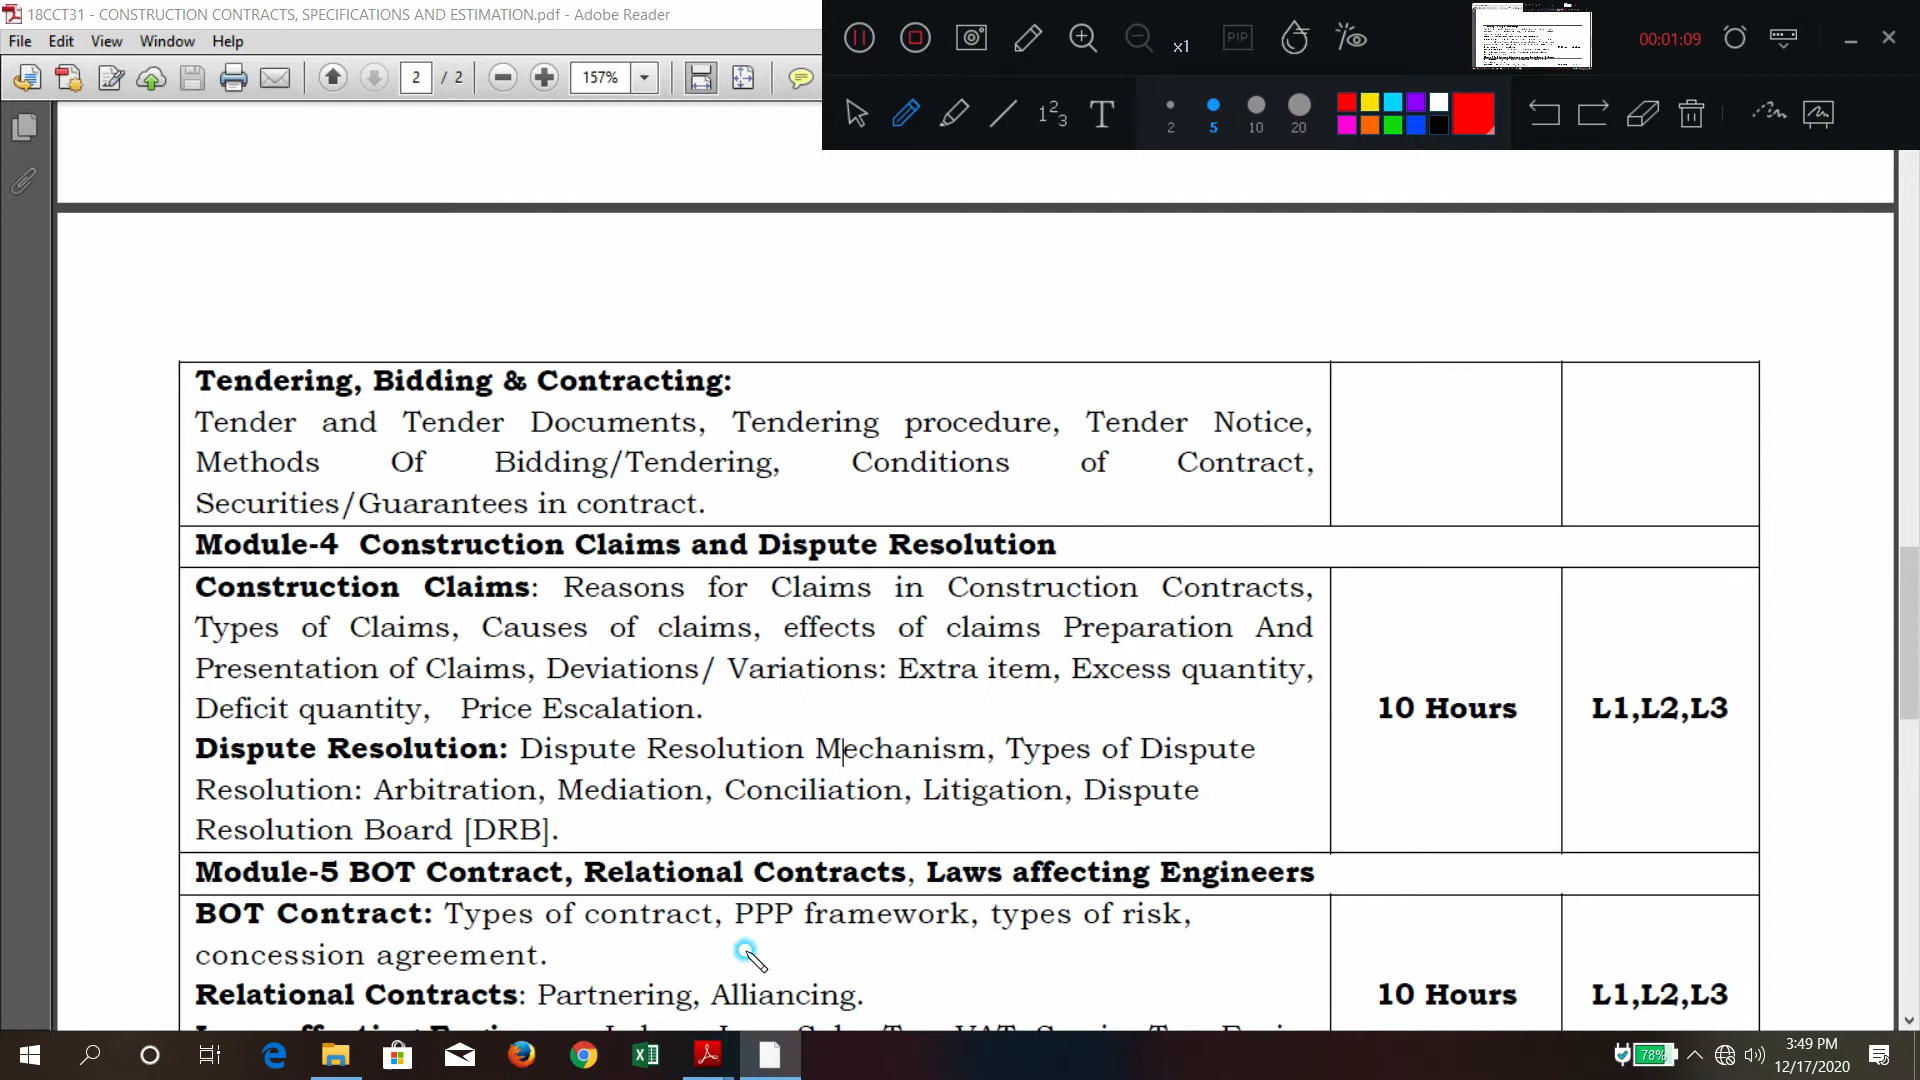 18CCT31 - CONSTRUCTION CONTRACTS, SPECIFICATIONS AND ESTIMATION.pdf - Adobe Reader
File Edit View Window Help
2 / 2 157%
x1 PIP 00:01:09
2 5 10 20
Tendering, Bidding & Contracting:
Tender and Tender Documents, Tendering procedure, Tender Notice,
Methods Of Bidding/Tendering, Conditions of Contract,
Securities/Guarantees in contract.
Module-4 Construction Claims and Dispute Resolution
Construction Claims: Reasons for Claims in Construction Contracts,
Types of Claims, Causes of claims, effects of claims Preparation And
Presentation of Claims, Deviations/ Variations: Extra item, Excess quantity,
Deficit quantity, Price Escalation.
10 Hours L1,L2,L3
Dispute Resolution: Dispute Resolution Mechanism, Types of Dispute
Resolution: Arbitration, Mediation, Conciliation, Litigation, Dispute
Resolution Board [DRB].
Module-5 BOT Contract, Relational Contracts, Laws affecting Engineers
BOT Contract: Types of contract, PPP framework, types of risk,
concession agreement.
Relational Contracts: Partnering, Alliancing.
10 Hours L1,L2,L3
78%
3:49 PM
12/17/2020